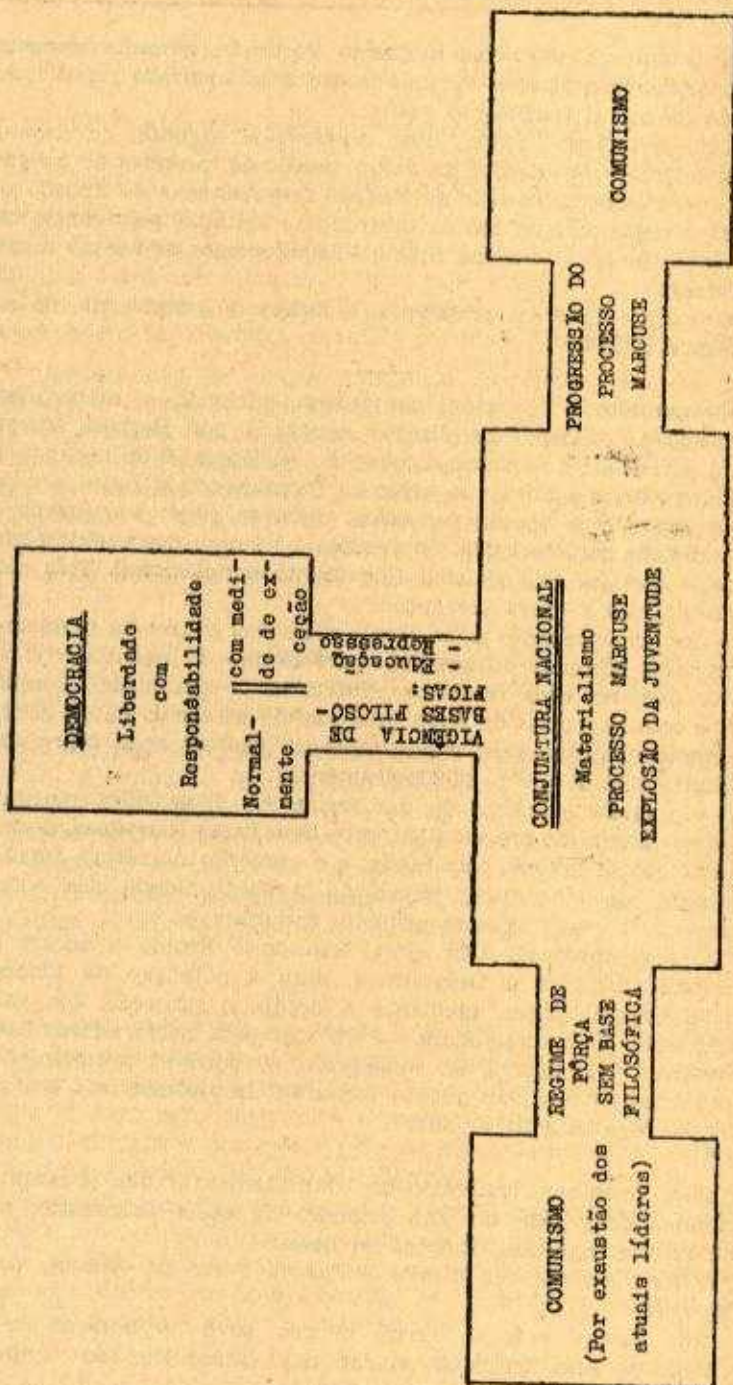 DEMOCRACIA
Liberdade
com
Responsabilidade
Normal-
mente
com medi-
de de ex-
ceção
VIGÊNCIA DE
BASES FILOSÓ-
FICAS:
. Educação
. Repressão
COMUNISMO
(Por exaustão dos
atuais líderos)
REGIME DE
FÔRÇA
SEM BASE
FILOSÓFICA
CONJUNTURA NACIONAL
Materialismo
PROCESSO MARCUSE
EXPLOSÃO DA JUVENTUDE
PROGRESSÃO DO
PROCESSO
MARCUSE
COMUNISMO